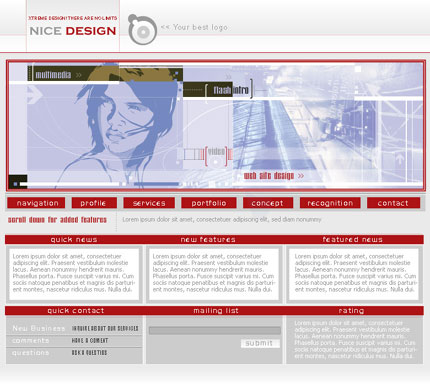 XTREME DESIGN! THERE ARE NO LIMITS
NICE DESIGN
<< Your best logo
multimedia >>
[ flash intro ]
[ video ]
web site design >>
navigation profile services portfolio concept recognition contact
scroll down for added features
Lorem ipsum dolor sit amet, consectetuer adipiscing elit, sed diam nonummy
quick news new features featured news
Lorem ipsum dolor sit amet, consectetuer
adipiscing elit. Praesent vestibulum molestie
lacus. Aenean nonummy hendrerit mauris.
Phasellus porta. Fusce suscipit varius mi. Cum
sociis natoque penatibus et magnis dis parturient
montes, nascetur ridiculus mus. Nulla dui.
Lorem ipsum dolor sit amet, consectetuer
adipiscing elit. Praesent vestibulum molestie
lacus. Aenean nonummy hendrerit mauris.
Phasellus porta. Fusce suscipit varius mi. Cum
sociis natoque penatibus et magnis dis parturient
montes, nascetur ridiculus mus. Nulla dui.
Lorem ipsum dolor sit amet, consectetuer
adipiscing elit. Praesent vestibulum molestie
lacus. Aenean nonummy hendrerit mauris.
Phasellus porta. Fusce suscipit varius mi. Cum
sociis natoque penatibus et magnis dis parturient
montes, nascetur ridiculus mus. Nulla dui.
quick contact mailing list rating
New Business INQUIRE ABOUT OUR SERVICES
comments HAVE A COMMENT
questions ASK A QUESTION
submit
Lorem ipsum dolor sit amet, consectetuer
adipiscing elit. Praesent vestibulum molestie
lacus. Aenean nonummy hendrerit mauris.
Phasellus porta. Fusce suscipit varius mi. Cum
sociis natoque penatibus et magnis dis parturient
montes, nascetur ridiculus mus. Nulla dui.